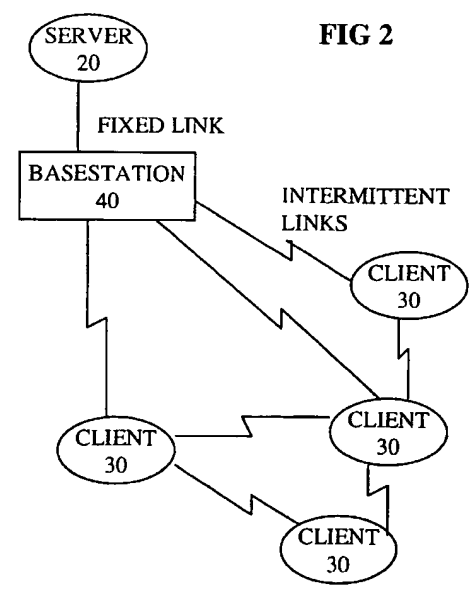 FIG 2
SERVER
20
FIXED LINK
BASESTATION
40
INTERMITTENT
LINKS
CLIENT
30
CLIENT
30
CLIENT
30
CLIENT
30